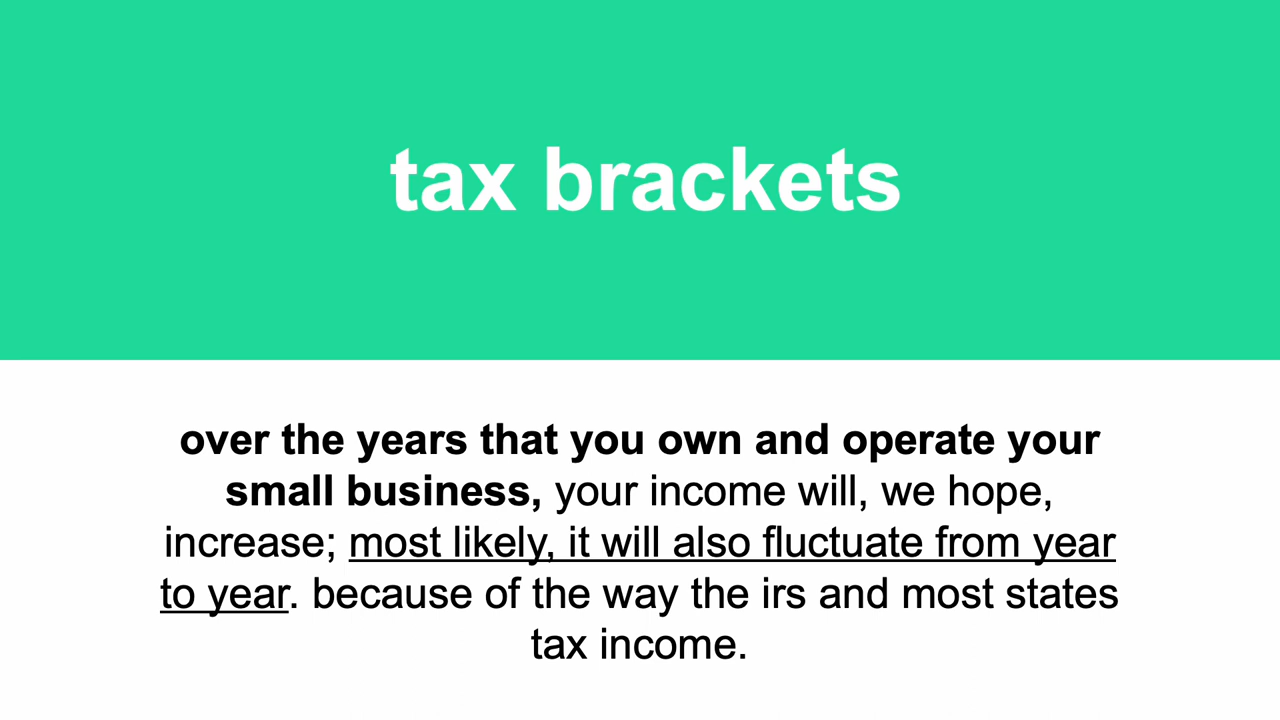 tax brackets
over the years that you own and operate your
small business, your income will, we hope,
increase; most likely, it will also fluctuate from year
to year. because of the way the irs and most states
tax income.